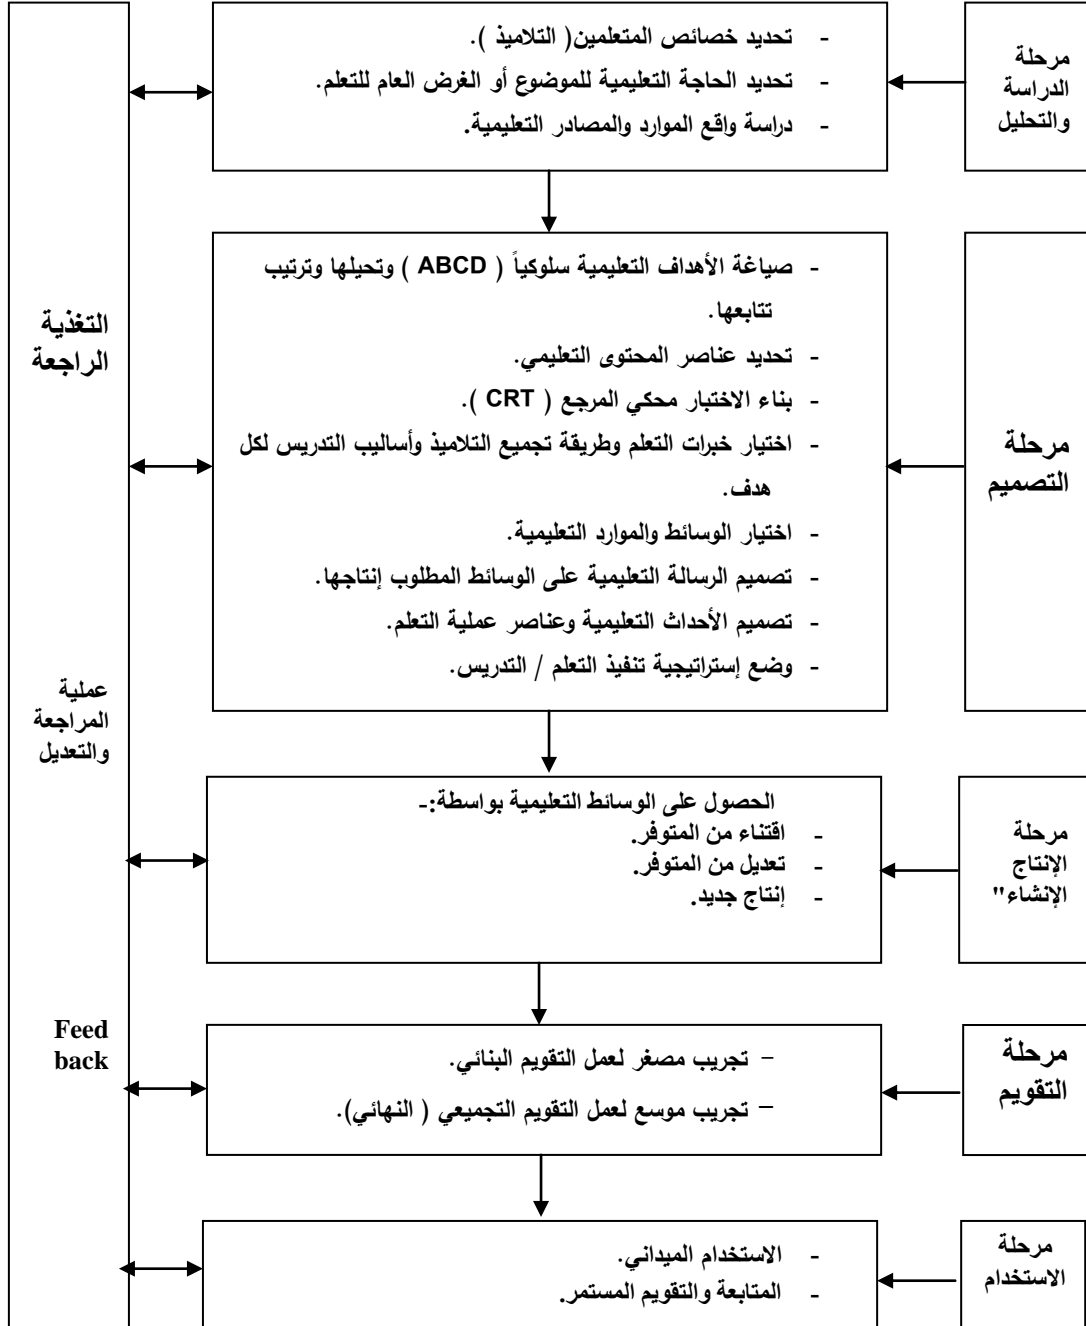 مرحلة
الدراسة
والتحليل
- تحديد خصائص المتعلمين( التلاميذ ).
- تحديد الحاجة التعليمية للموضوع أو الغرض العام للتعلم.
- دراسة واقع الموارد والمصادر التعليمية.
مرحلة
التصميم
- صياغة الأهداف التعليمية سلوكياً ( ABCD ) وتحيلها وترتيب
تتابعها.
- تحديد عناصر المحتوى التعليمي.
- بناء الاختبار محكي المرجع ( CRT ).
- اختيار خبرات التعلم وطريقة تجميع التلاميذ وأساليب التدريس لكل
هدف.
- اختيار الوسائط والموارد التعليمية.
- تصميم الرسالة التعليمية على الوسائط المطلوب إنتاجها.
- تصميم الأحداث التعليمية وعناصر عملية التعلم.
- وضع إستراتيجية تنفيذ التعلم / التدريس.
مرحلة
الإنتاج
الإنشاء"
الحصول على الوسائط التعليمية بواسطة:-
- اقتناء من المتوفر.
- تعديل من المتوفر.
- إنتاج جديد.
مرحلة
التقويم
– تجريب مصغر لعمل التقويم البنائي.
– تجريب موسع لعمل التقويم التجميعي ( النهائي).
مرحلة
الاستخدام
- الاستخدام الميداني.
- المتابعة والتقويم المستمر.
التغذية
الراجعة
عملية
المراجعة
والتعديل
Feed
back